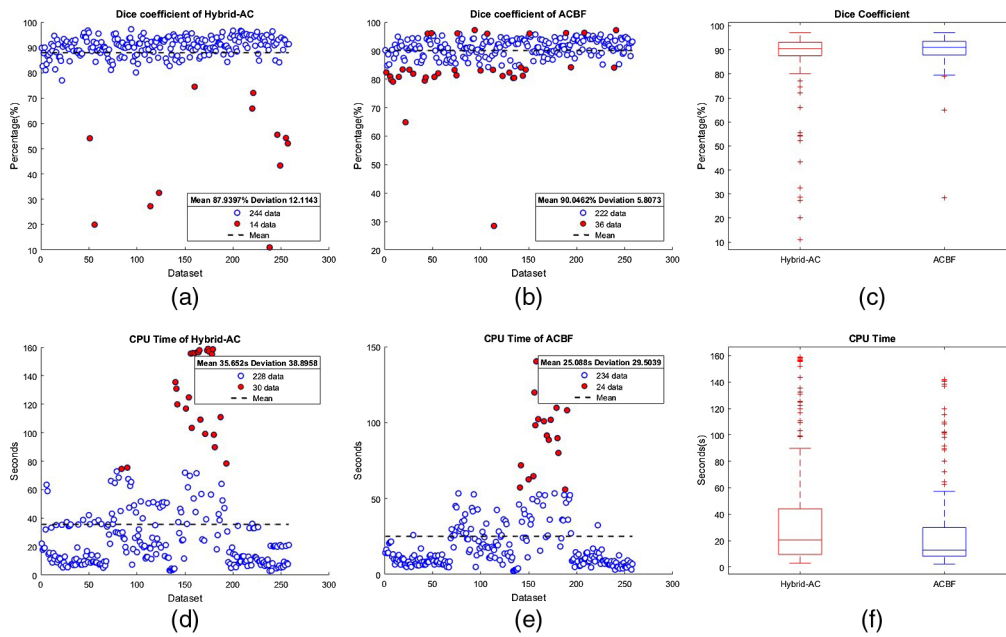 Dice coefficient of Hybrid-AC
Percentage(%)
100
90
80
70
60
50
40
30
20
10
0
50
100
150
200
250
300
Dataset
Mean 87.9397% Deviation 12.1143
244 data
14 data
Mean
(a)
Dice coefficient of ACBF
Percentage(%)
100
90
80
70
60
50
40
30
20
0
50
100
150
200
250
300
Dataset
Mean 90.0462% Deviation 5.8073
222 data
36 data
Mean
(b)
Dice Coefficient
Percentage(%)
100
90
80
70
60
50
40
30
20
10
Hybrid-AC
ACBF
(c)
CPU Time of Hybrid-AC
Seconds
160
140
120
100
80
60
40
20
0
0
50
100
150
200
250
300
Dataset
Mean 35.652s Deviation 38.8958
228 data
30 data
Mean
(d)
CPU Time of ACBF
Seconds
150
100
50
0
0
50
100
150
200
250
300
Dataset
Mean 25.088s Deviation 29.5039
234 data
24 data
Mean
(e)
CPU Time
Seconds(s)
160
140
120
100
80
60
40
20
0
Hybrid-AC
ACBF
(f)